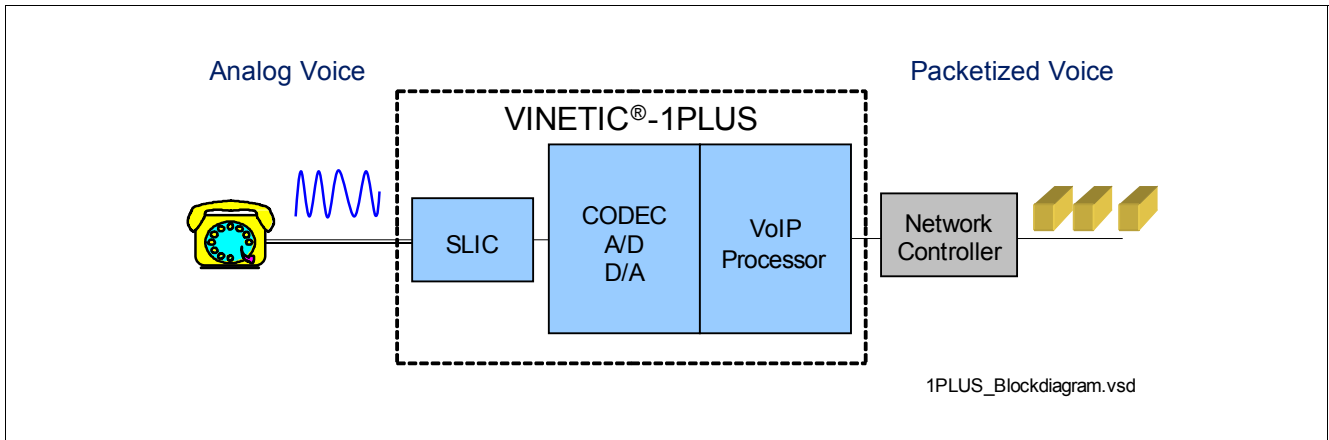 Analog Voice
Packetized Voice
VINETIC®-1PLUS
SLIC
CODEC
A/D
D/A
VoIP
Processor
Network
Controller
1PLUS_Blockdiagram.vsd